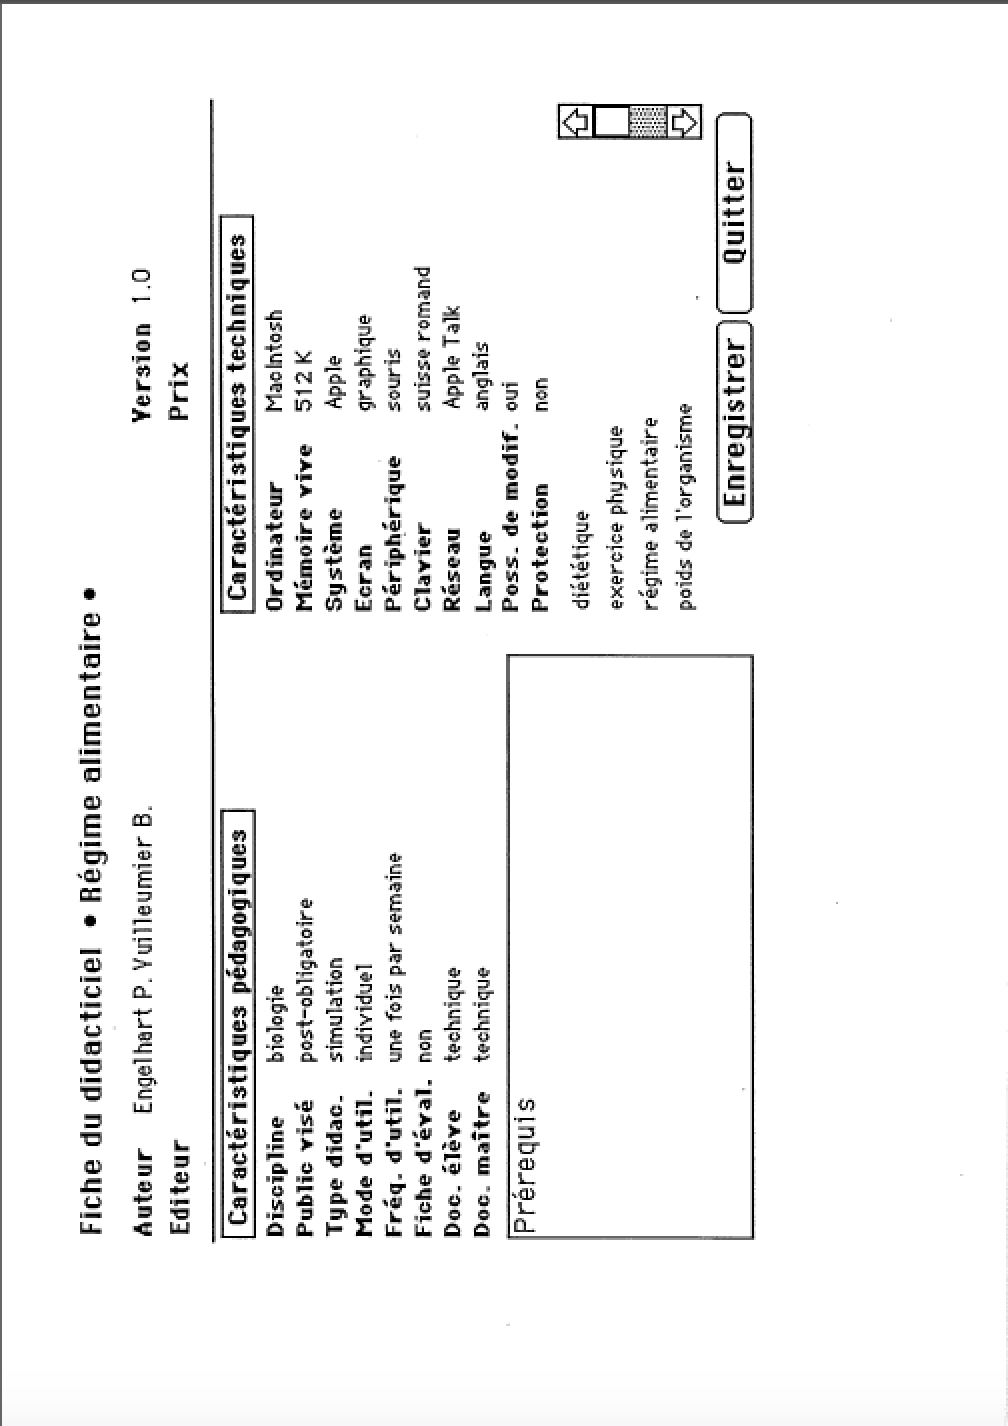 Fiche du didacticiel • Régime alimentaire •
Auteur Engelhart P. Vuilleumier B.
Version 1.0
Editeur
Prix
Caractéristiques pédagogiques
Discipline biologie
Public visé post-obligatoire
Type didac. simulation
Mode d'util. individuel
Fréq. d'util. une fois par semaine
Fiche d'éval. non
Doc. élève technique
Doc. maître technique
Prérequis
Caractéristiques techniques
Ordinateur MacIntosh
Mémoire vive 512 K
Système Apple
Ecran graphique
Périphérique souris
Clavier suisse romand
Réseau Apple Talk
Langue anglais
Poss. de modif. oui
Protection non
diététique
exercice physique
régime alimentaire
poids de l'organisme
Enregistrer
Quitter